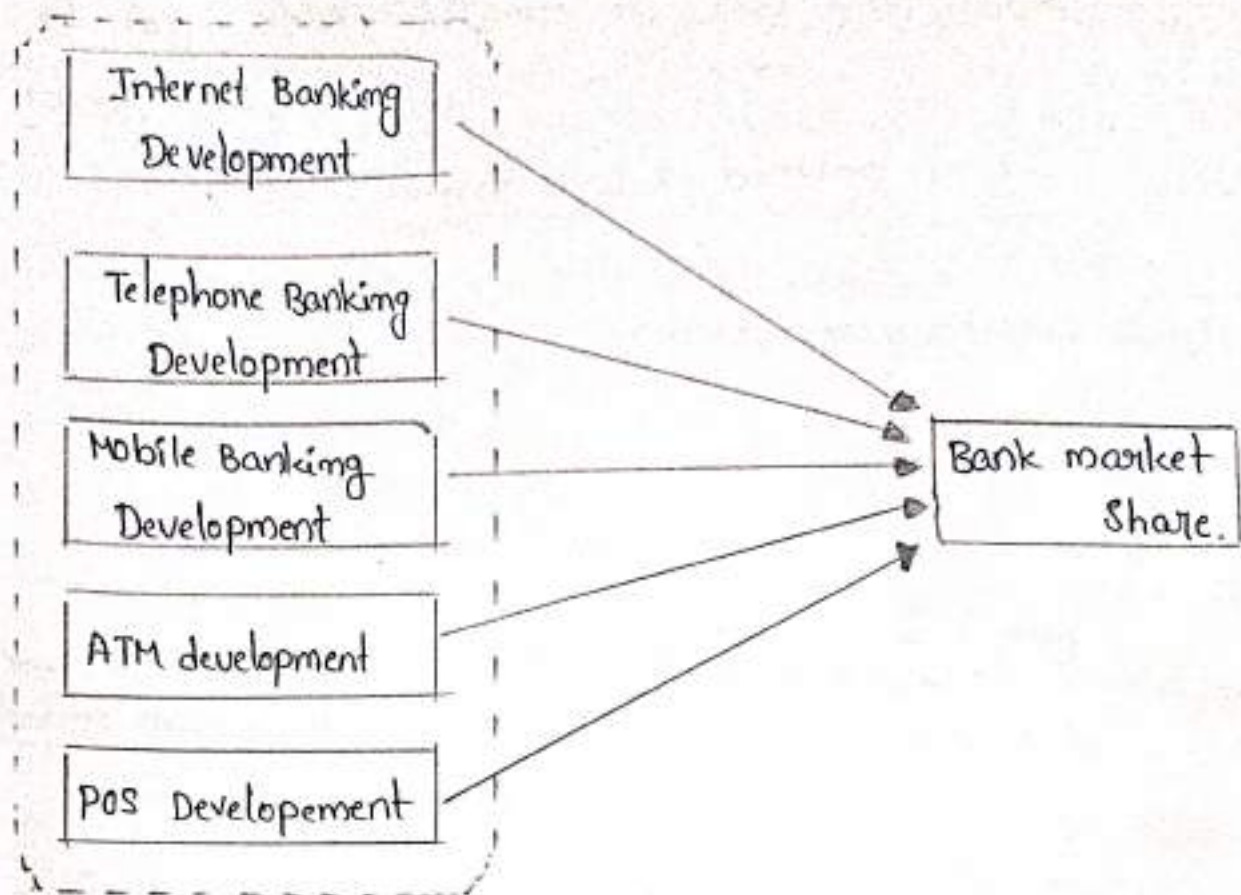 Internet Banking
Development
Telephone Banking
Development
Mobile Banking
Development
Bank market
Share.
ATM development
POS Developement